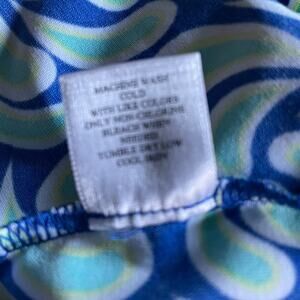 MACHINE WASH
COLD
WITH LIKE COLORS
ONLY NON-CHLORINE
BLEACH WHEN
NEEDED
TUMBLE DRY LOW
COOL IRON